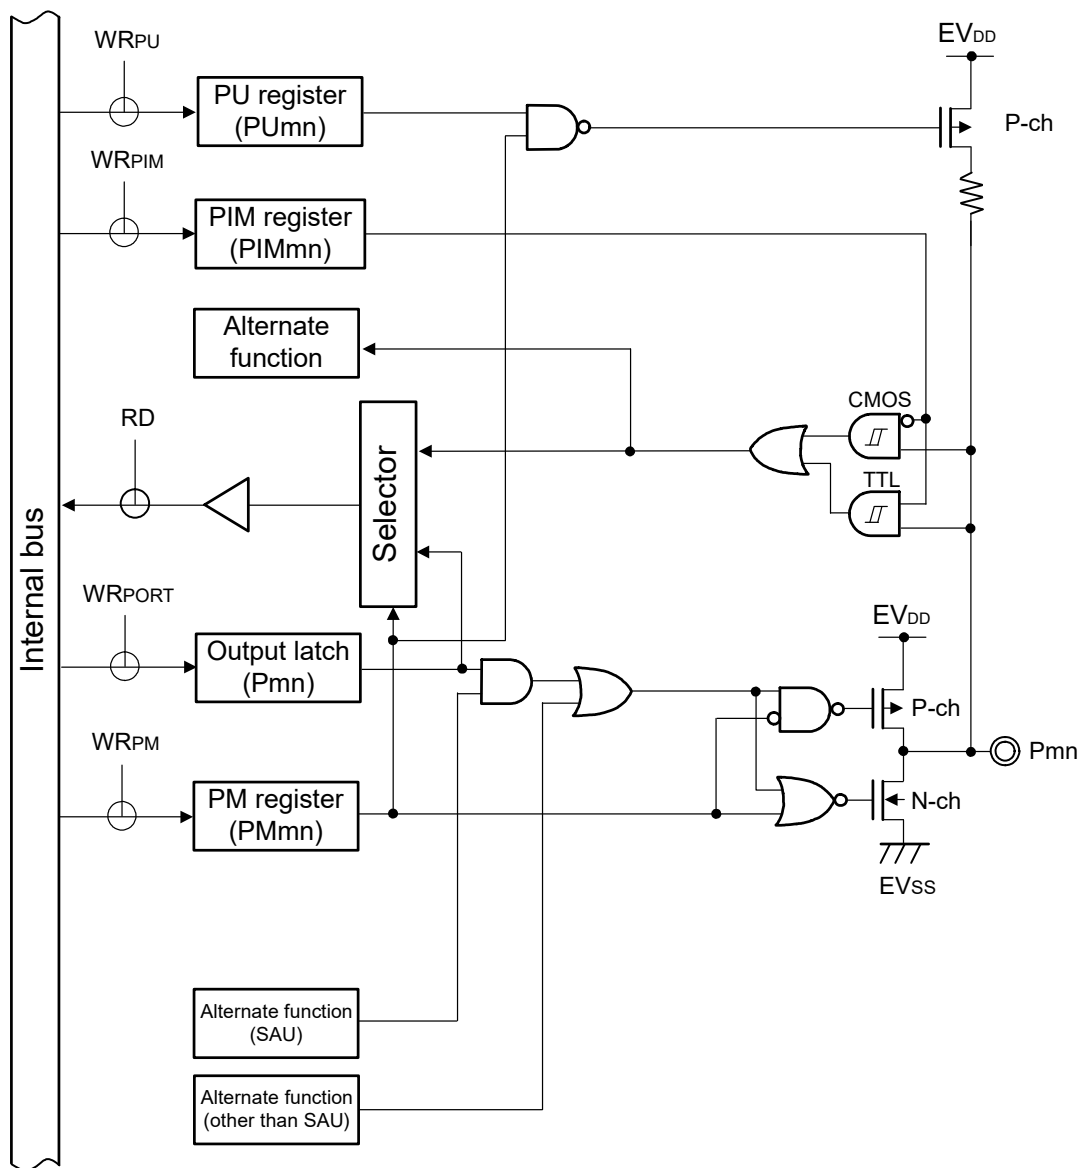 WRPU
EVDD
PU register
(PUmn)
P-ch
WRPIM
PIM register
(PIMmn)
Alternate
function
CMOS
RD
TTL
Selector
Internal bus
WRPORT
EVDD
Output latch
(Pmn)
P-ch
Pmn
WRPM
PM register
(PMmn)
N-ch
EVSS
Alternate function
(SAU)
Alternate function
(other than SAU)